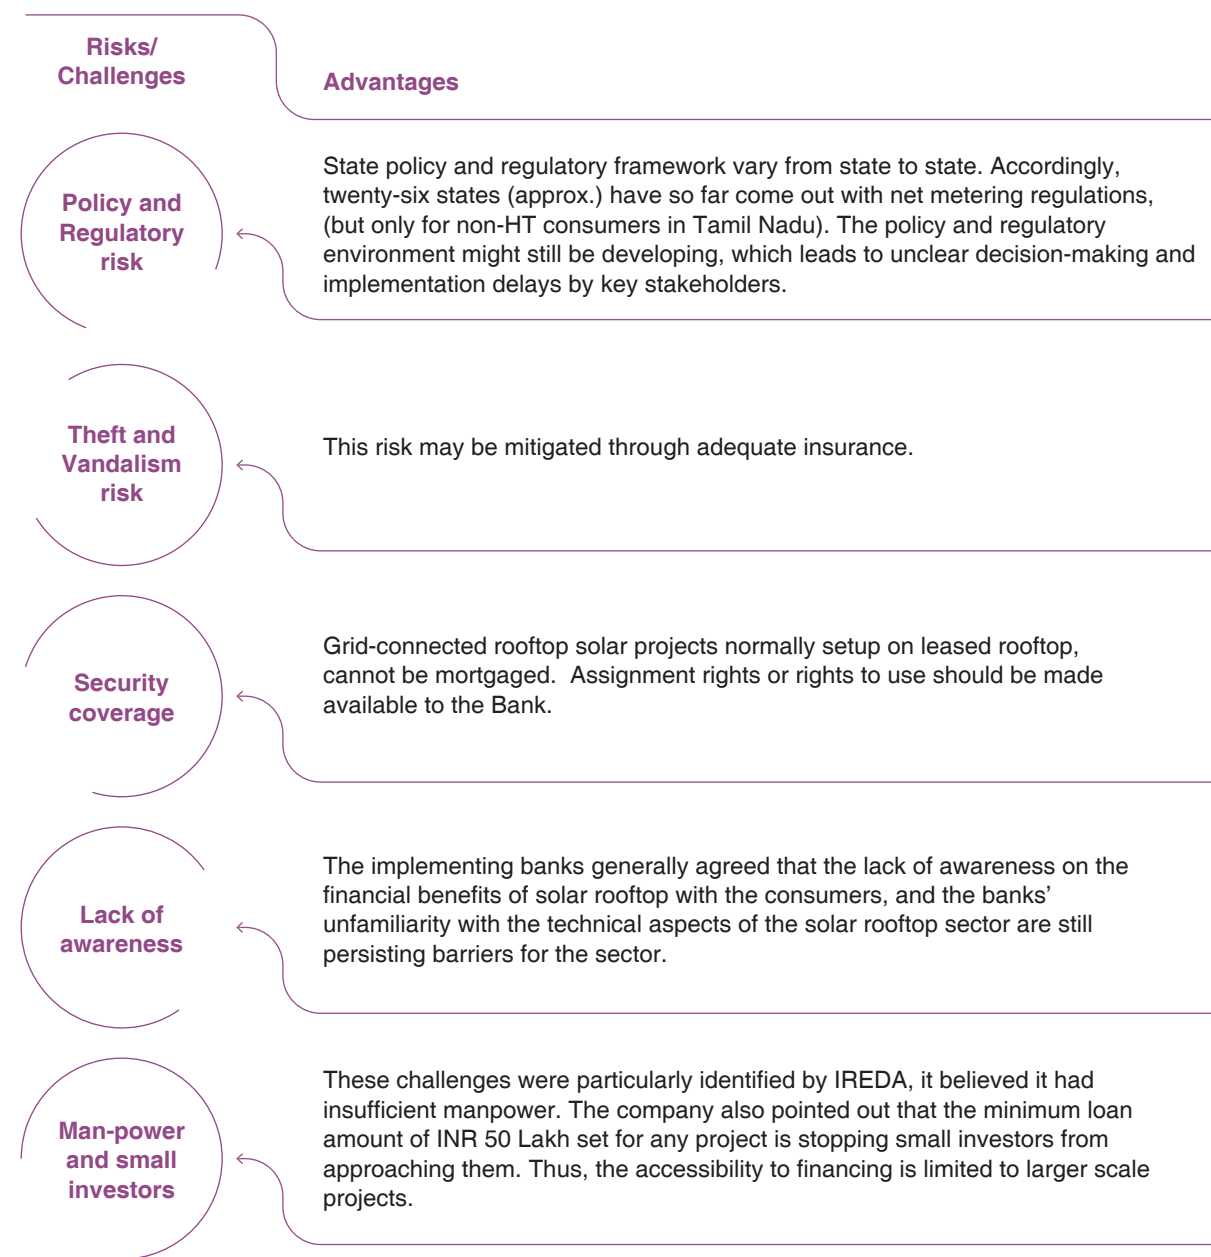 Risks/
Challenges
Advantages
Policy and
Regulatory
risk
State policy and regulatory framework vary from state to state. Accordingly,
twenty-six states (approx.) have so far come out with net metering regulations,
(but only for non-HT consumers in Tamil Nadu). The policy and regulatory
environment might still be developing, which leads to unclear decision-making and
implementation delays by key stakeholders.
Theft and
Vandalism
risk
This risk may be mitigated through adequate insurance.
Security
coverage
Grid-connected rooftop solar projects normally setup on leased rooftop,
cannot be mortgaged.  Assignment rights or rights to use should be made
available to the Bank.
Lack of
awareness
The implementing banks generally agreed that the lack of awareness on the
financial benefits of solar rooftop with the consumers, and the banks’
unfamiliarity with the technical aspects of the solar rooftop sector are still
persisting barriers for the sector.
Man-power
and small
investors
These challenges were particularly identified by IREDA, it believed it had
insufficient manpower. The company also pointed out that the minimum loan
amount of INR 50 Lakh set for any project is stopping small investors from
approaching them. Thus, the accessibility to financing is limited to larger scale
projects.